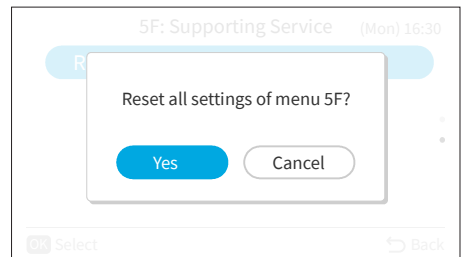 5F: Supporting Service (Mon) 16:30
R
Reset all settings of menu 5F?
Yes Cancel
OK Select Back